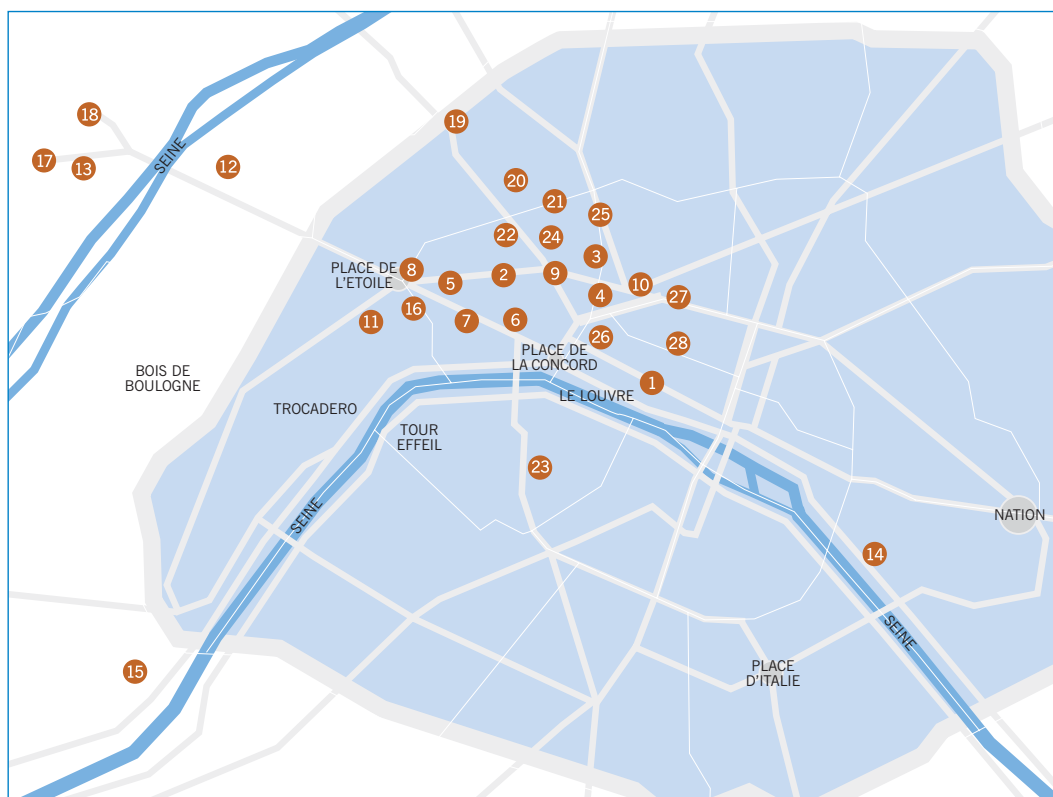 18
19
17
13
SEINE
12
20
21
25
22
24
3
PLACE DE
L'ETOILE
8
5
2
9
10
27
4
16
11
7
6
26
28
PLACE DE
LA CONCORD
1
BOIS DE
BOULOGNE
LE LOUVRE
TROCADERO
TOUR
EFFEIL
23
SEINE
NATION
14
SEINE
15
PLACE
D'ITALIE